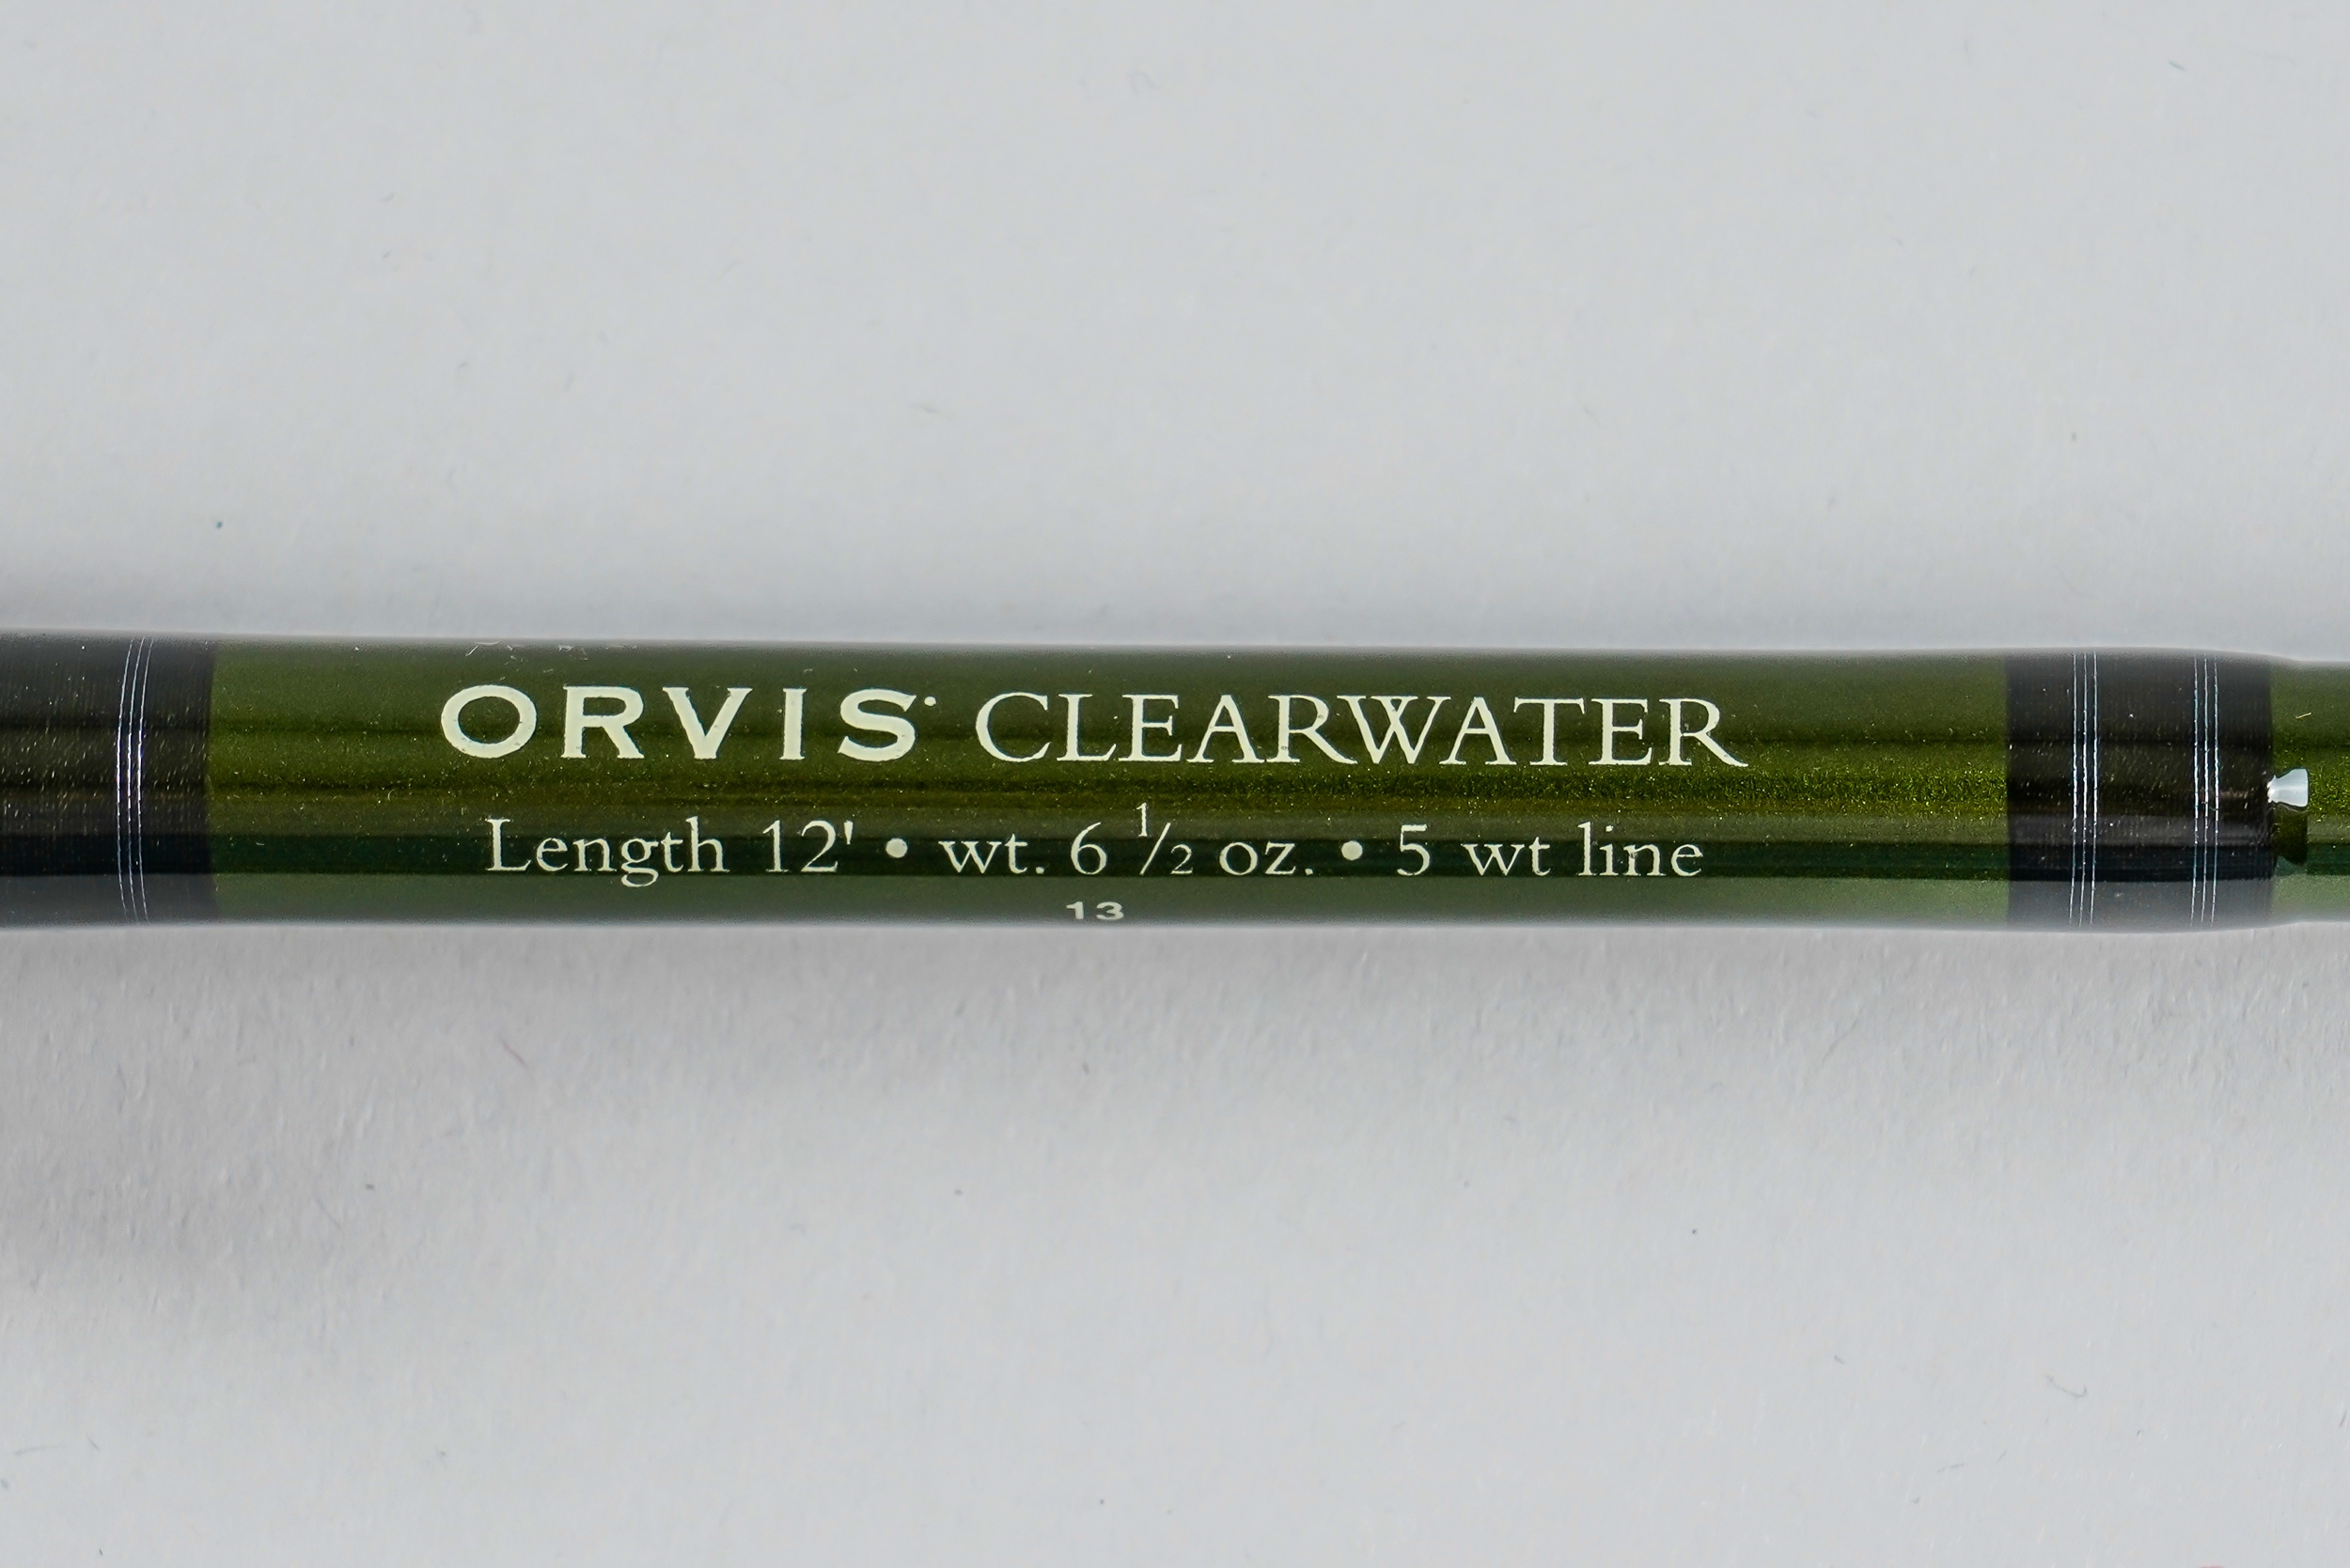 ORVIS CLEARWATER
Length 12' • wt. 6 1/2 oz. • 5 wt line
13